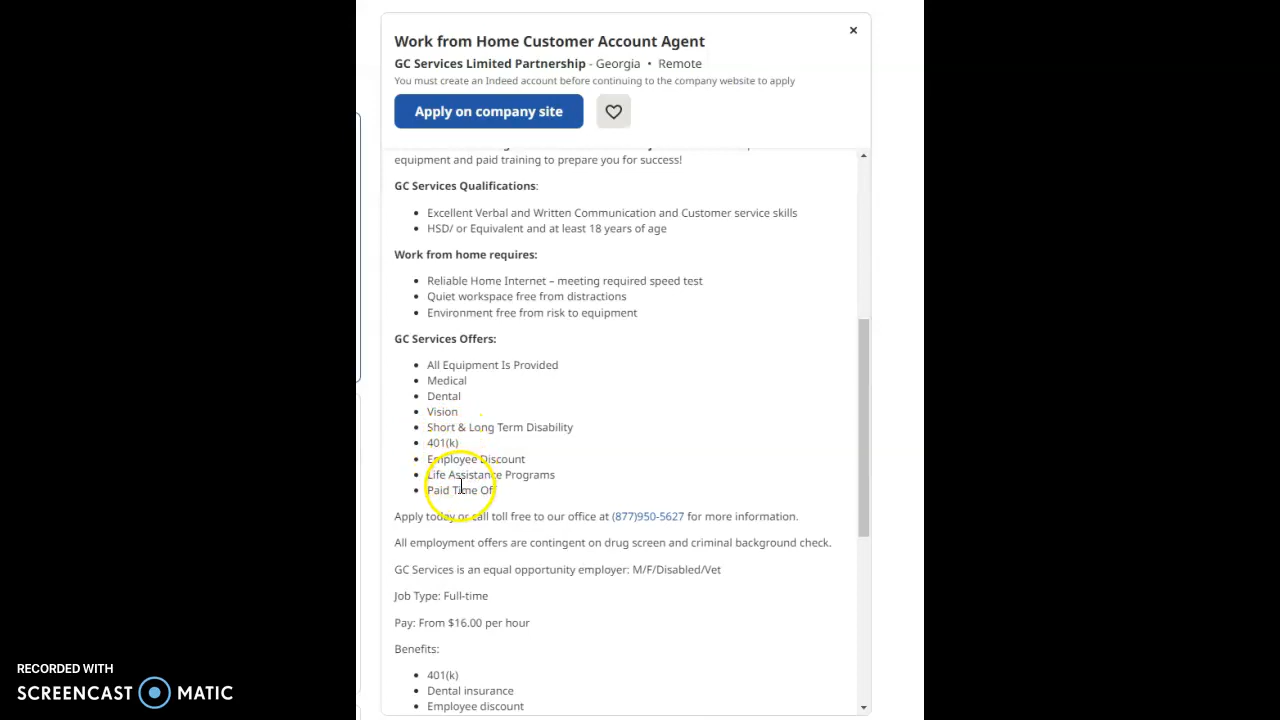 Work from Home Customer Account Agent
GC Services Limited Partnership - Georgia • Remote
You must create an Indeed account before continuing to the company website to apply
Apply on company site
equipment and paid training to prepare you for success!
GC Services Qualifications:
• Excellent Verbal and Written Communication and Customer service skills
• HSD/ or Equivalent and at least 18 years of age
Work from home requires:
• Reliable Home Internet – meeting required speed test
• Quiet workspace free from distractions
• Environment free from risk to equipment
GC Services Offers:
• All Equipment Is Provided
• Medical
• Dental
• Vision
• Short & Long Term Disability
• 401(k)
• Employee Discount
• Life Assistance Programs
• Paid Time Off
Apply today or call toll free to our office at (877)950-5627 for more information.
All employment offers are contingent on drug screen and criminal background check.
GC Services is an equal opportunity employer: M/F/Disabled/Vet
Job Type: Full-time
Pay: From $16.00 per hour
Benefits:
• 401(k)
• Dental insurance
• Employee discount
RECORDED WITH
SCREENCAST MATIC